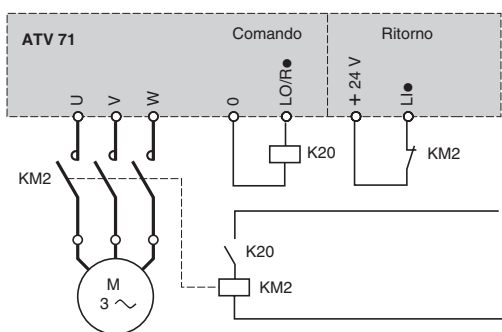 ATV 71
Comando
Ritorno
U
V
W
0
LO/R●
+ 24 V
LI●
KM2
K20
KM2
K20
KM2
M
3 ~